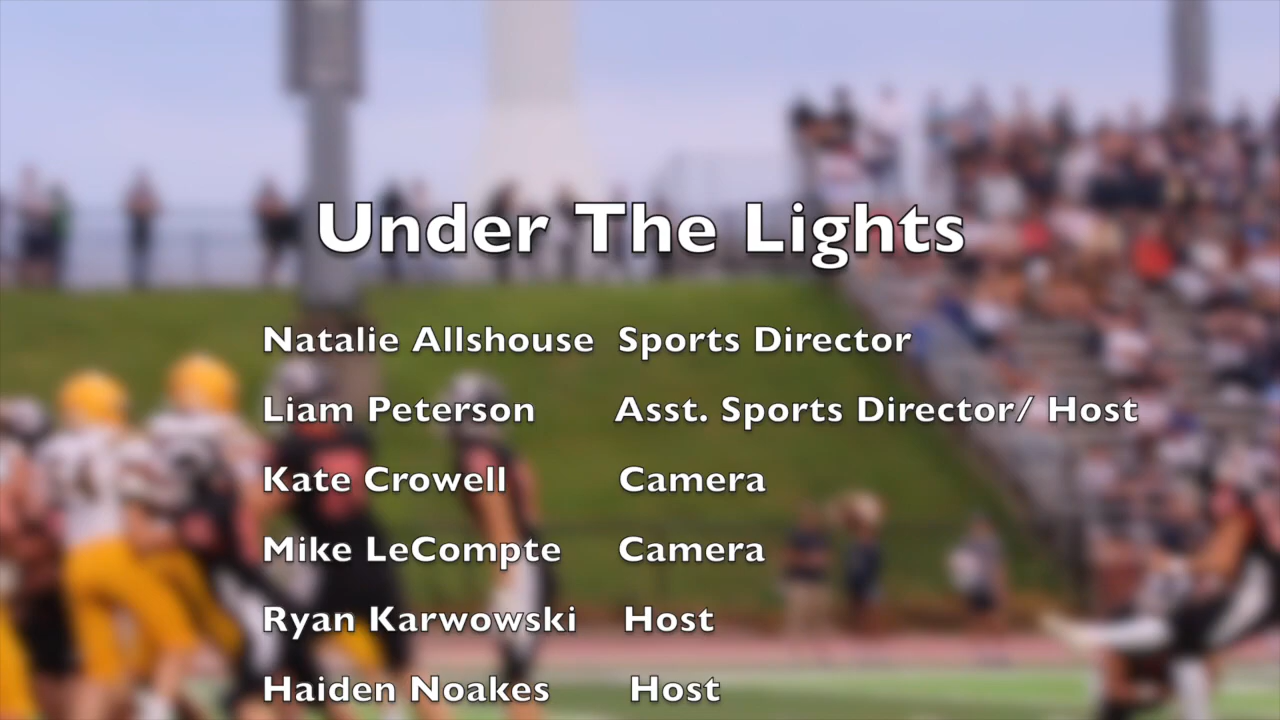 Under The Lights
Natalie Allshouse Sports Director
Liam Peterson Asst. Sports Director/ Host
Kate Crowell Camera
Mike LeCompte Camera
Ryan Karwowski Host
Haiden Noakes Host